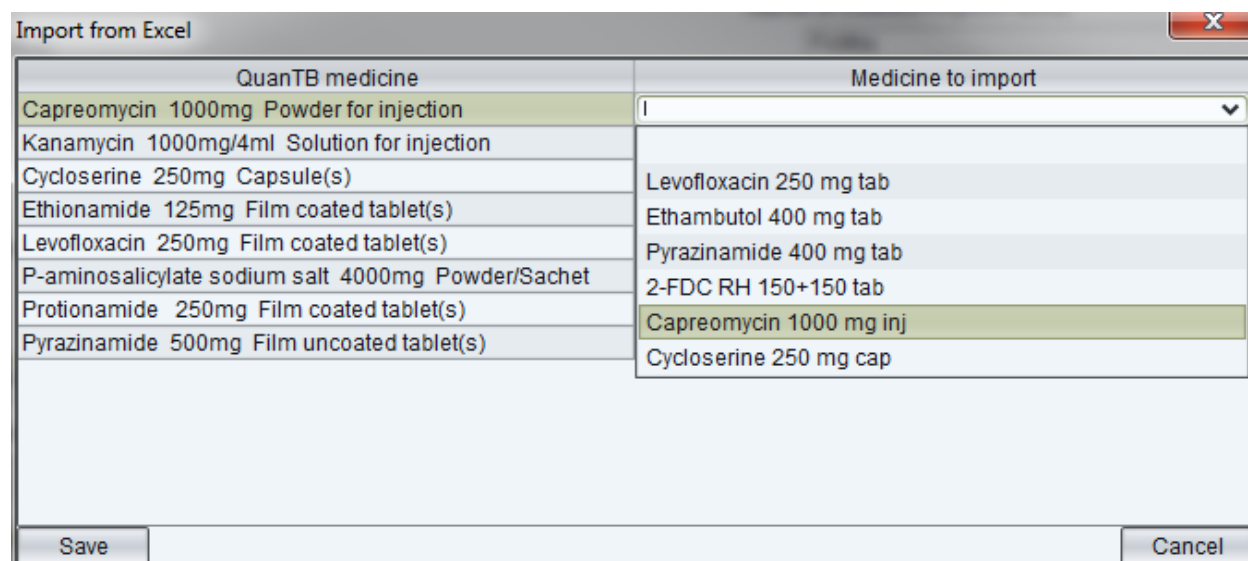 Import from Excel
QuanTB medicine
Medicine to import
Capreomycin 1000mg Powder for injection
Kanamycin 1000mg/4ml Solution for injection
Cycloserine 250mg Capsule(s)
Ethionamide 125mg Film coated tablet(s)
Levofloxacin 250mg Film coated tablet(s)
P-aminosalicylate sodium salt 4000mg Powder/Sachet
Protionamide 250mg Film coated tablet(s)
Pyrazinamide 500mg Film uncoated tablet(s)
Levofloxacin 250 mg tab
Ethambutol 400 mg tab
Pyrazinamide 400 mg tab
2-FDC RH 150+150 tab
Capreomycin 1000 mg inj
Cycloserine 250 mg cap
Save
Cancel